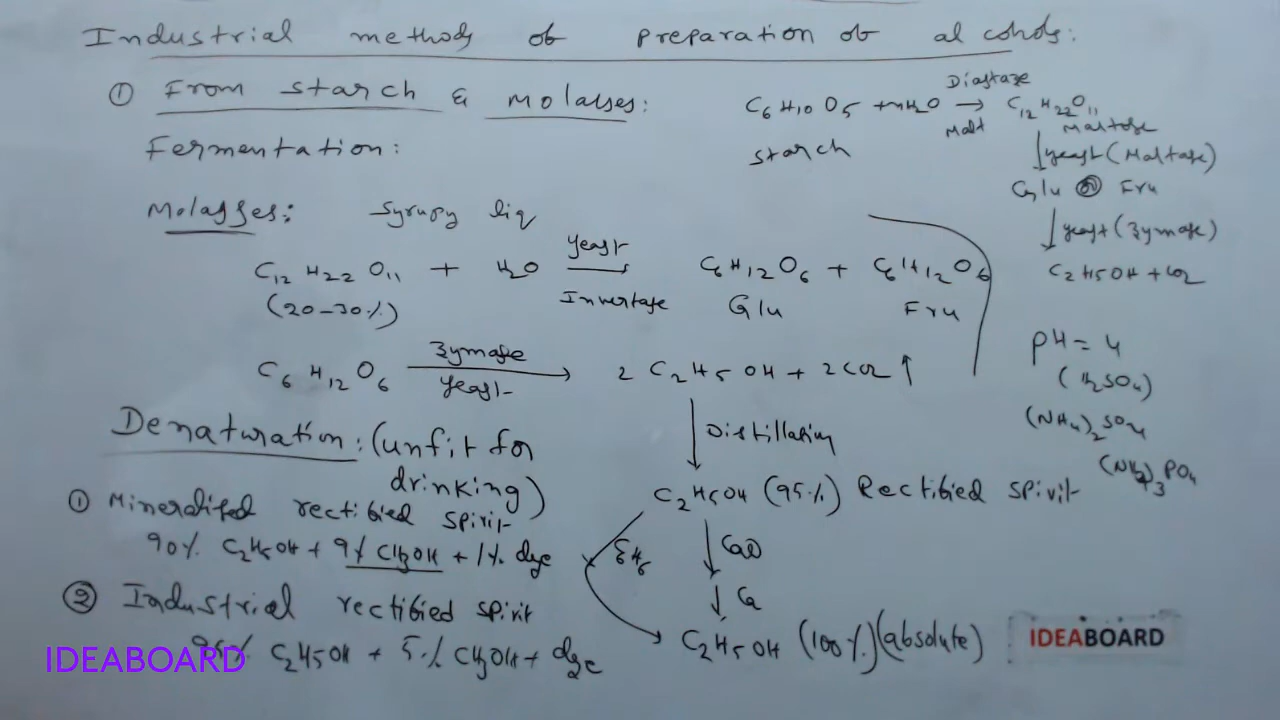 Industrial methods of preparation of alcohols:
① From starch & Molasses:
Fermentation:
Diastase
C6H10O5 + nH2O → C12H22O11
Malt
starch
Maltose
↓ yeast (Maltase)
Glu Fru
↓ yeast (Zymase)
C2H5OH + CO2
Molasses: Syrupy liq
yeast
C12H22O11 + H2O → C6H12O6 + C6H12O6
Invertase
(20-30%) Glu Fru
Zymase
C6H12O6 → 2 C2H5OH + 2CO2 ↑
yeast
pH = 4
(H2SO4)
(NH4)2SO4
(NH4)3PO4
↓ Distillation
C2H5OH (95%) Rectified spirit
C6H6
↓ CaO
↓ Ca
C2H5OH (100%) (absolute)
Denaturation: (unfit for
drinking)
① Mineralised rectified spirit
90% C2H5OH + 9% CH3OH + 1% dye
② Industrial rectified spirit
95% C2H5OH + 5% CH3OH + dye
IDEABOARD
IDEABOARD